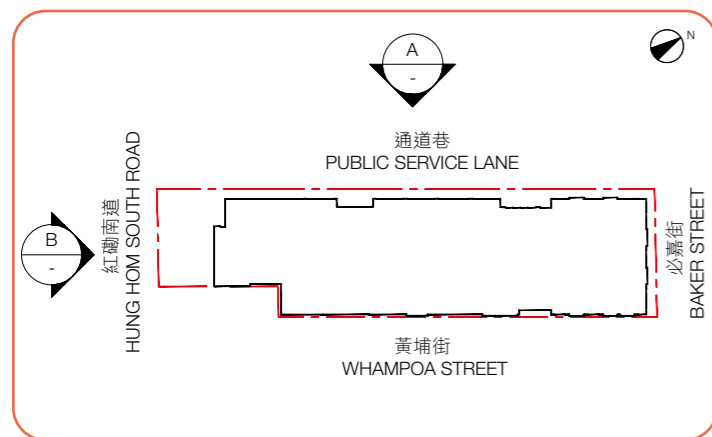 A
-
N
通道巷
PUBLIC SERVICE LANE
B
-
紅磡南道
HUNG HOM SOUTH ROAD
必嘉街
BAKER STREET
黃埔街
WHAMPOA STREET